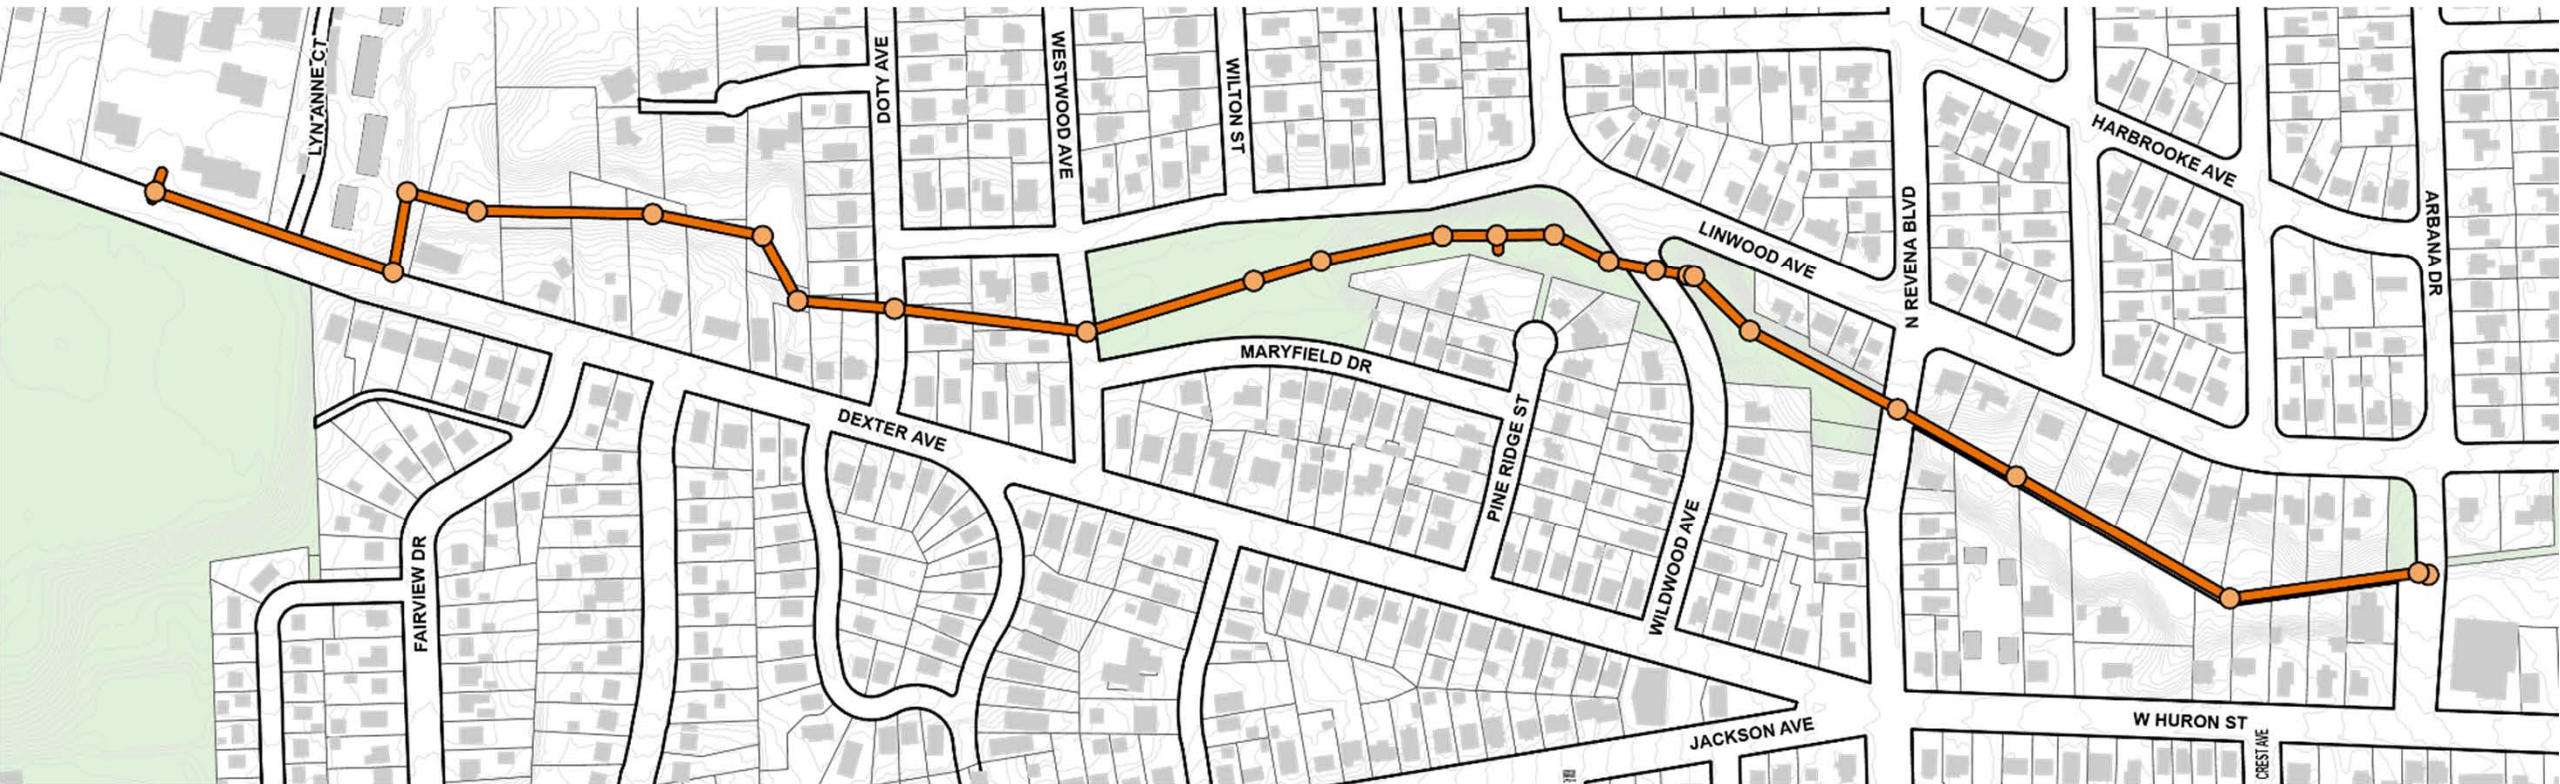 LYN ANNE CT
DOTY AVE
WESTWOOD AVE
WILTON ST
HARBROOKE AVE
LINWOOD AVE
N REVENA BLVD
ARBANA DR
MARYFIELD DR
DEXTER AVE
PINE RIDGE ST
WILDWOOD AVE
FAIRVIEW DR
W HURON ST
JACKSON AVE
CREST AVE